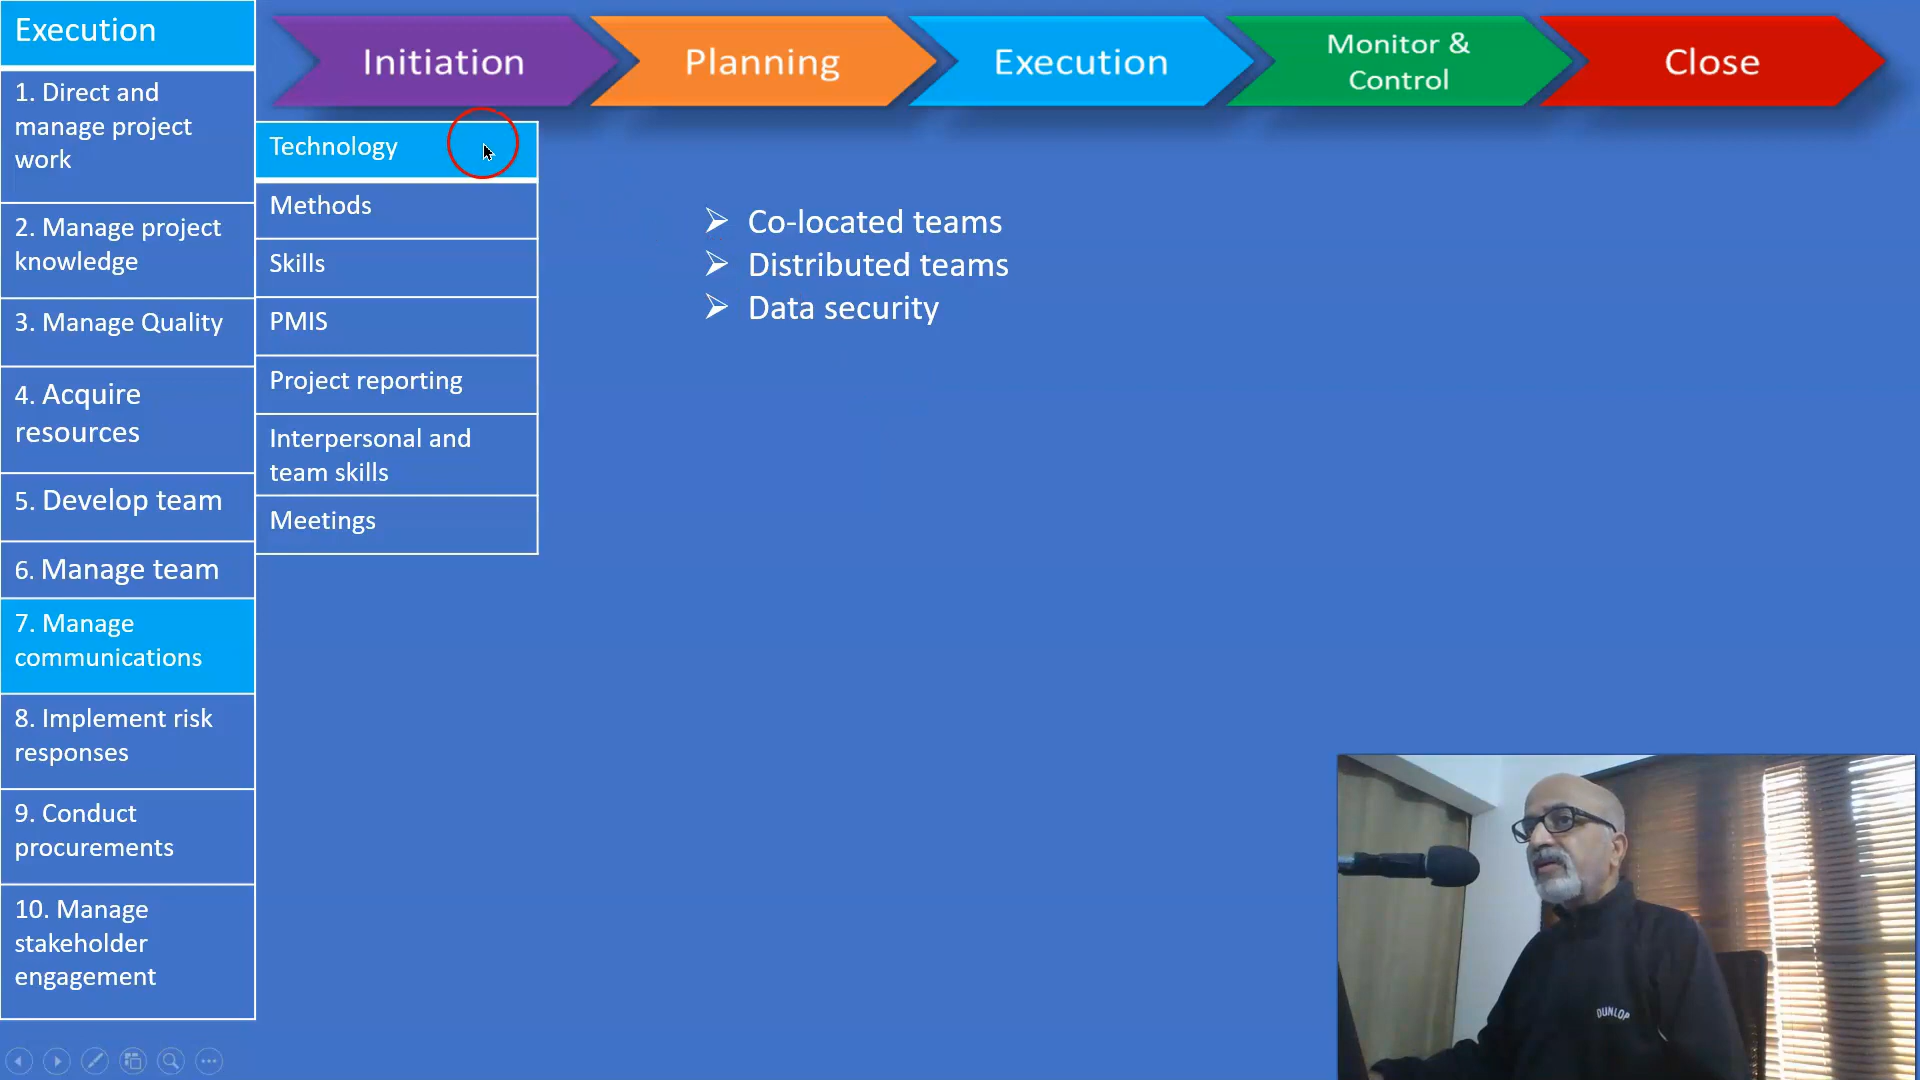 Execution
1. Direct and
manage project
work
2. Manage project
knowledge
3. Manage Quality
4. Acquire
resources
5. Develop team
6. Manage team
7. Manage
communications
8. Implement risk
responses
9. Conduct
procurements
10. Manage
stakeholder
engagement
Initiation
Planning
Execution
Monitor &
Control
Close
Technology
Methods
Skills
PMIS
Project reporting
Interpersonal and
team skills
Meetings
Co-located teams
Distributed teams
Data security
DUNLOP